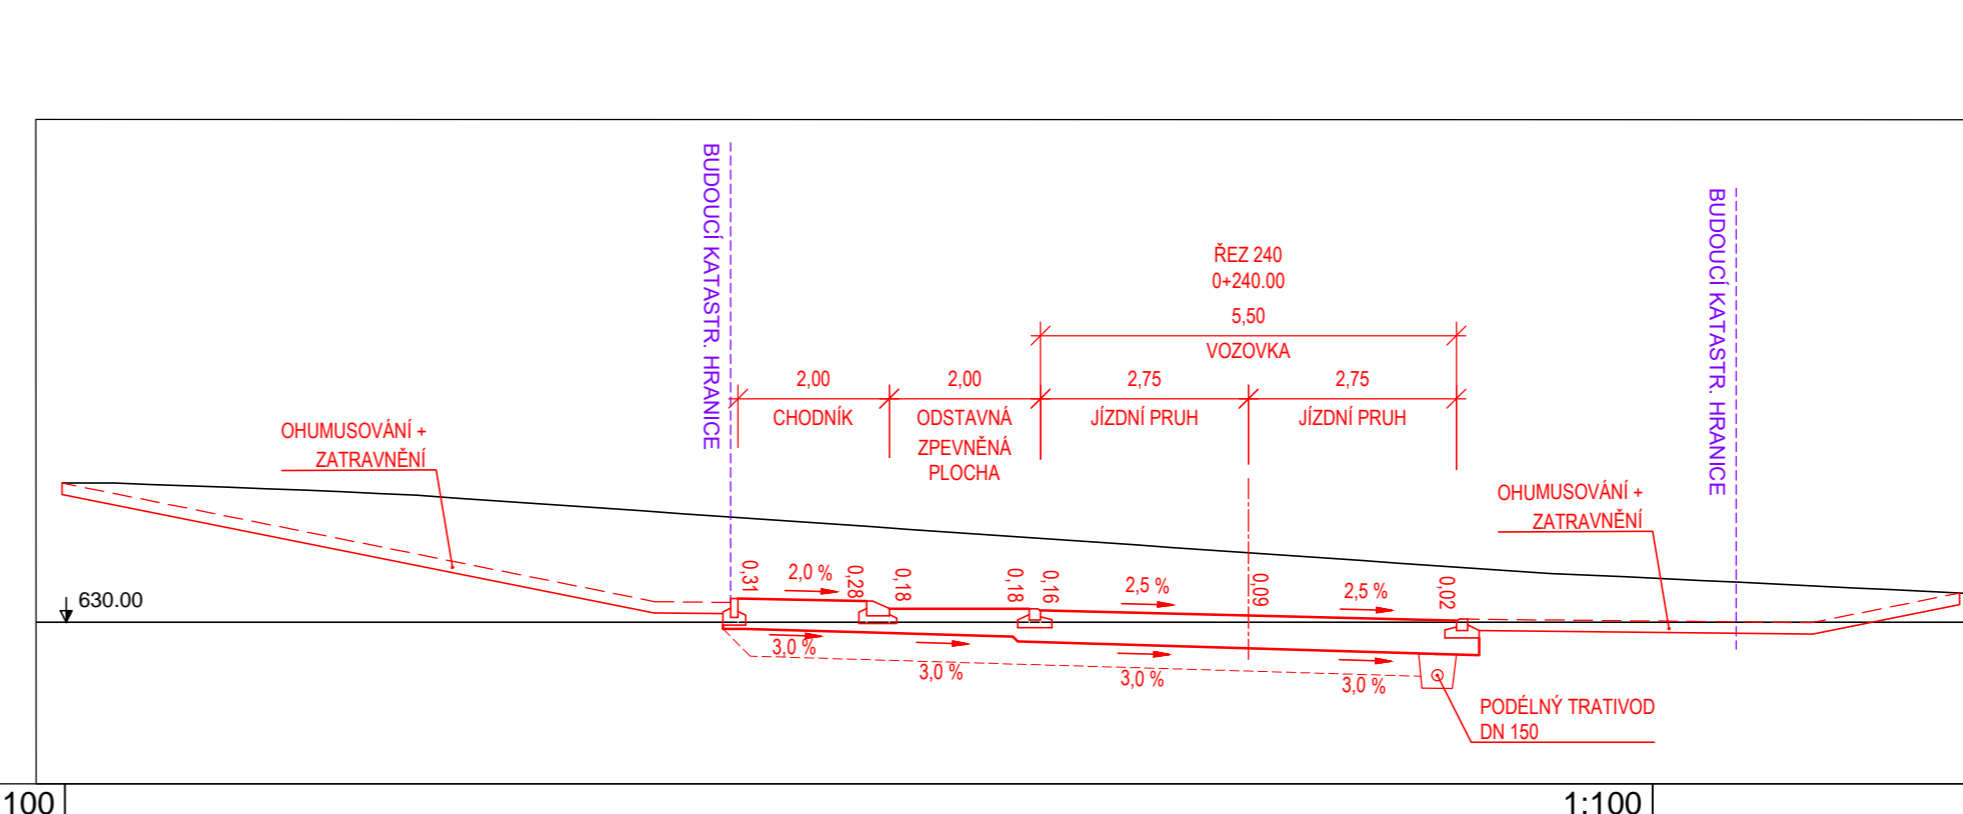 BUDOUCÍ KATASTR. HRANICE
BUDOUCÍ KATASTR. HRANICE
ŘEZ 240
0+240.00
5,50
VOZOVKA
2,00
2,00
2,75
2,75
CHODNÍK
ODSTAVNÁ
ZPEVNĚNÁ
PLOCHA
JÍZDNÍ PRUH
JÍZDNÍ PRUH
OHUMUSOVÁNÍ +
ZATRAVNĚNÍ
OHUMUSOVÁNÍ +
ZATRAVNĚNÍ
630.00
0,31
2,0 %
0,28
0,18
0,18
0,16
2,5 %
0,09
2,5 %
0,02
3,0 %
3,0 %
3,0 %
3,0 %
PODÉLNÝ TRATIVOD
DN 150
100
1:100